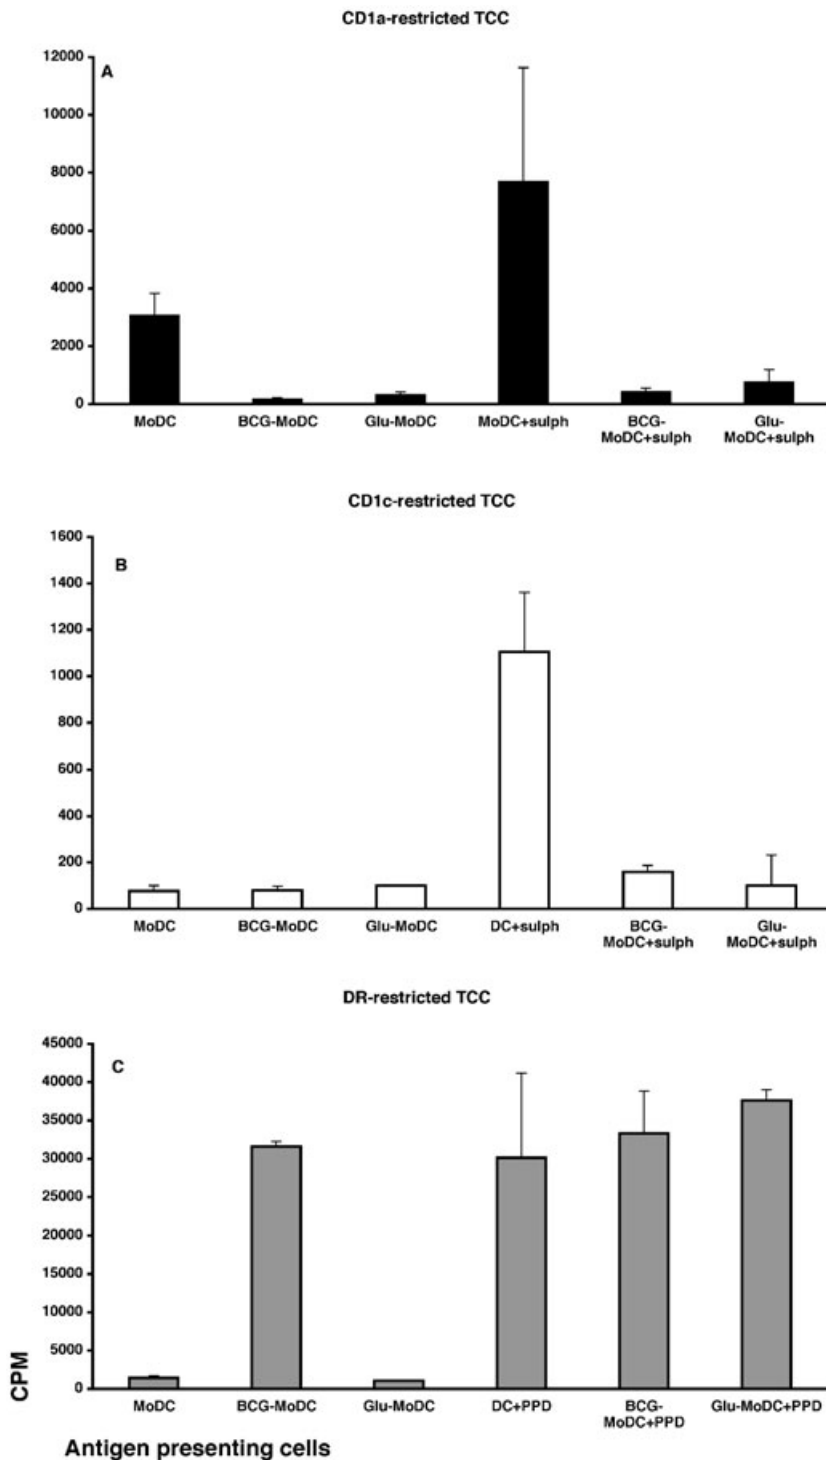 CD1a-restricted TCC
A
12000
10000
8000
6000
4000
2000
0
MoDC BCG-MoDC Glu-MoDC MoDC+sulph BCG-MoDC+sulph Glu-MoDC+sulph
CD1c-restricted TCC
B
1600
1400
1200
1000
800
600
400
200
0
MoDC BCG-MoDC Glu-MoDC DC+sulph BCG-MoDC+sulph Glu-MoDC+sulph
DR-restricted TCC
C
45000
40000
35000
30000
25000
20000
15000
10000
5000
0
CPM
MoDC BCG-MoDC Glu-MoDC DC+PPD BCG-MoDC+PPD Glu-MoDC+PPD
Antigen presenting cells